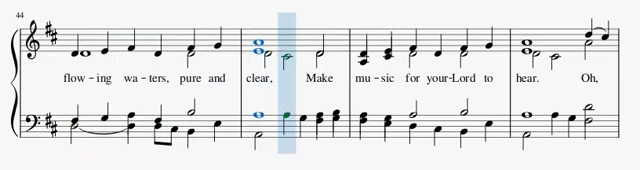 44
flow - ing wa - ters, pure and clear, Make mu - sic for your-Lord to hear. Oh,